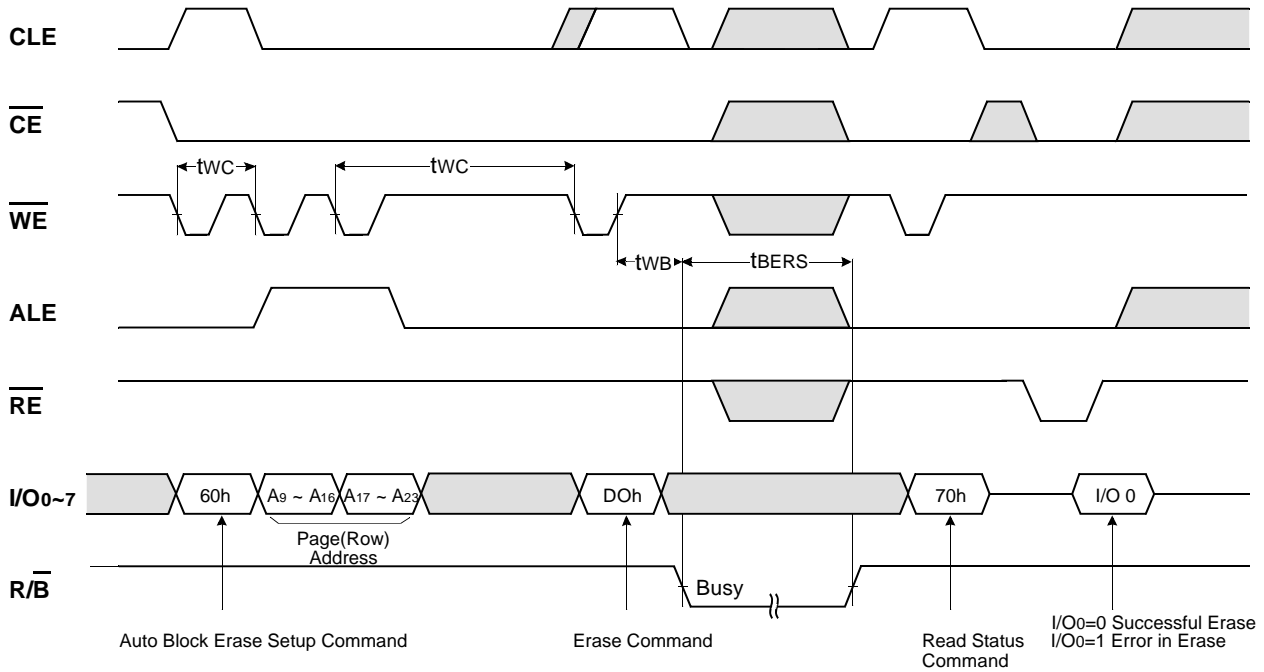 CLE
CE
tWC
tWC
WE
tWB
tBERS
ALE
RE
I/O0~7
60h
A9 ~ A16
A17 ~ A23
DOh
70h
I/O 0
Page(Row)
Address
R/B
Busy
Auto Block Erase Setup Command
Erase Command
Read Status
Command
I/O0=0 Successful Erase
I/O0=1 Error in Erase